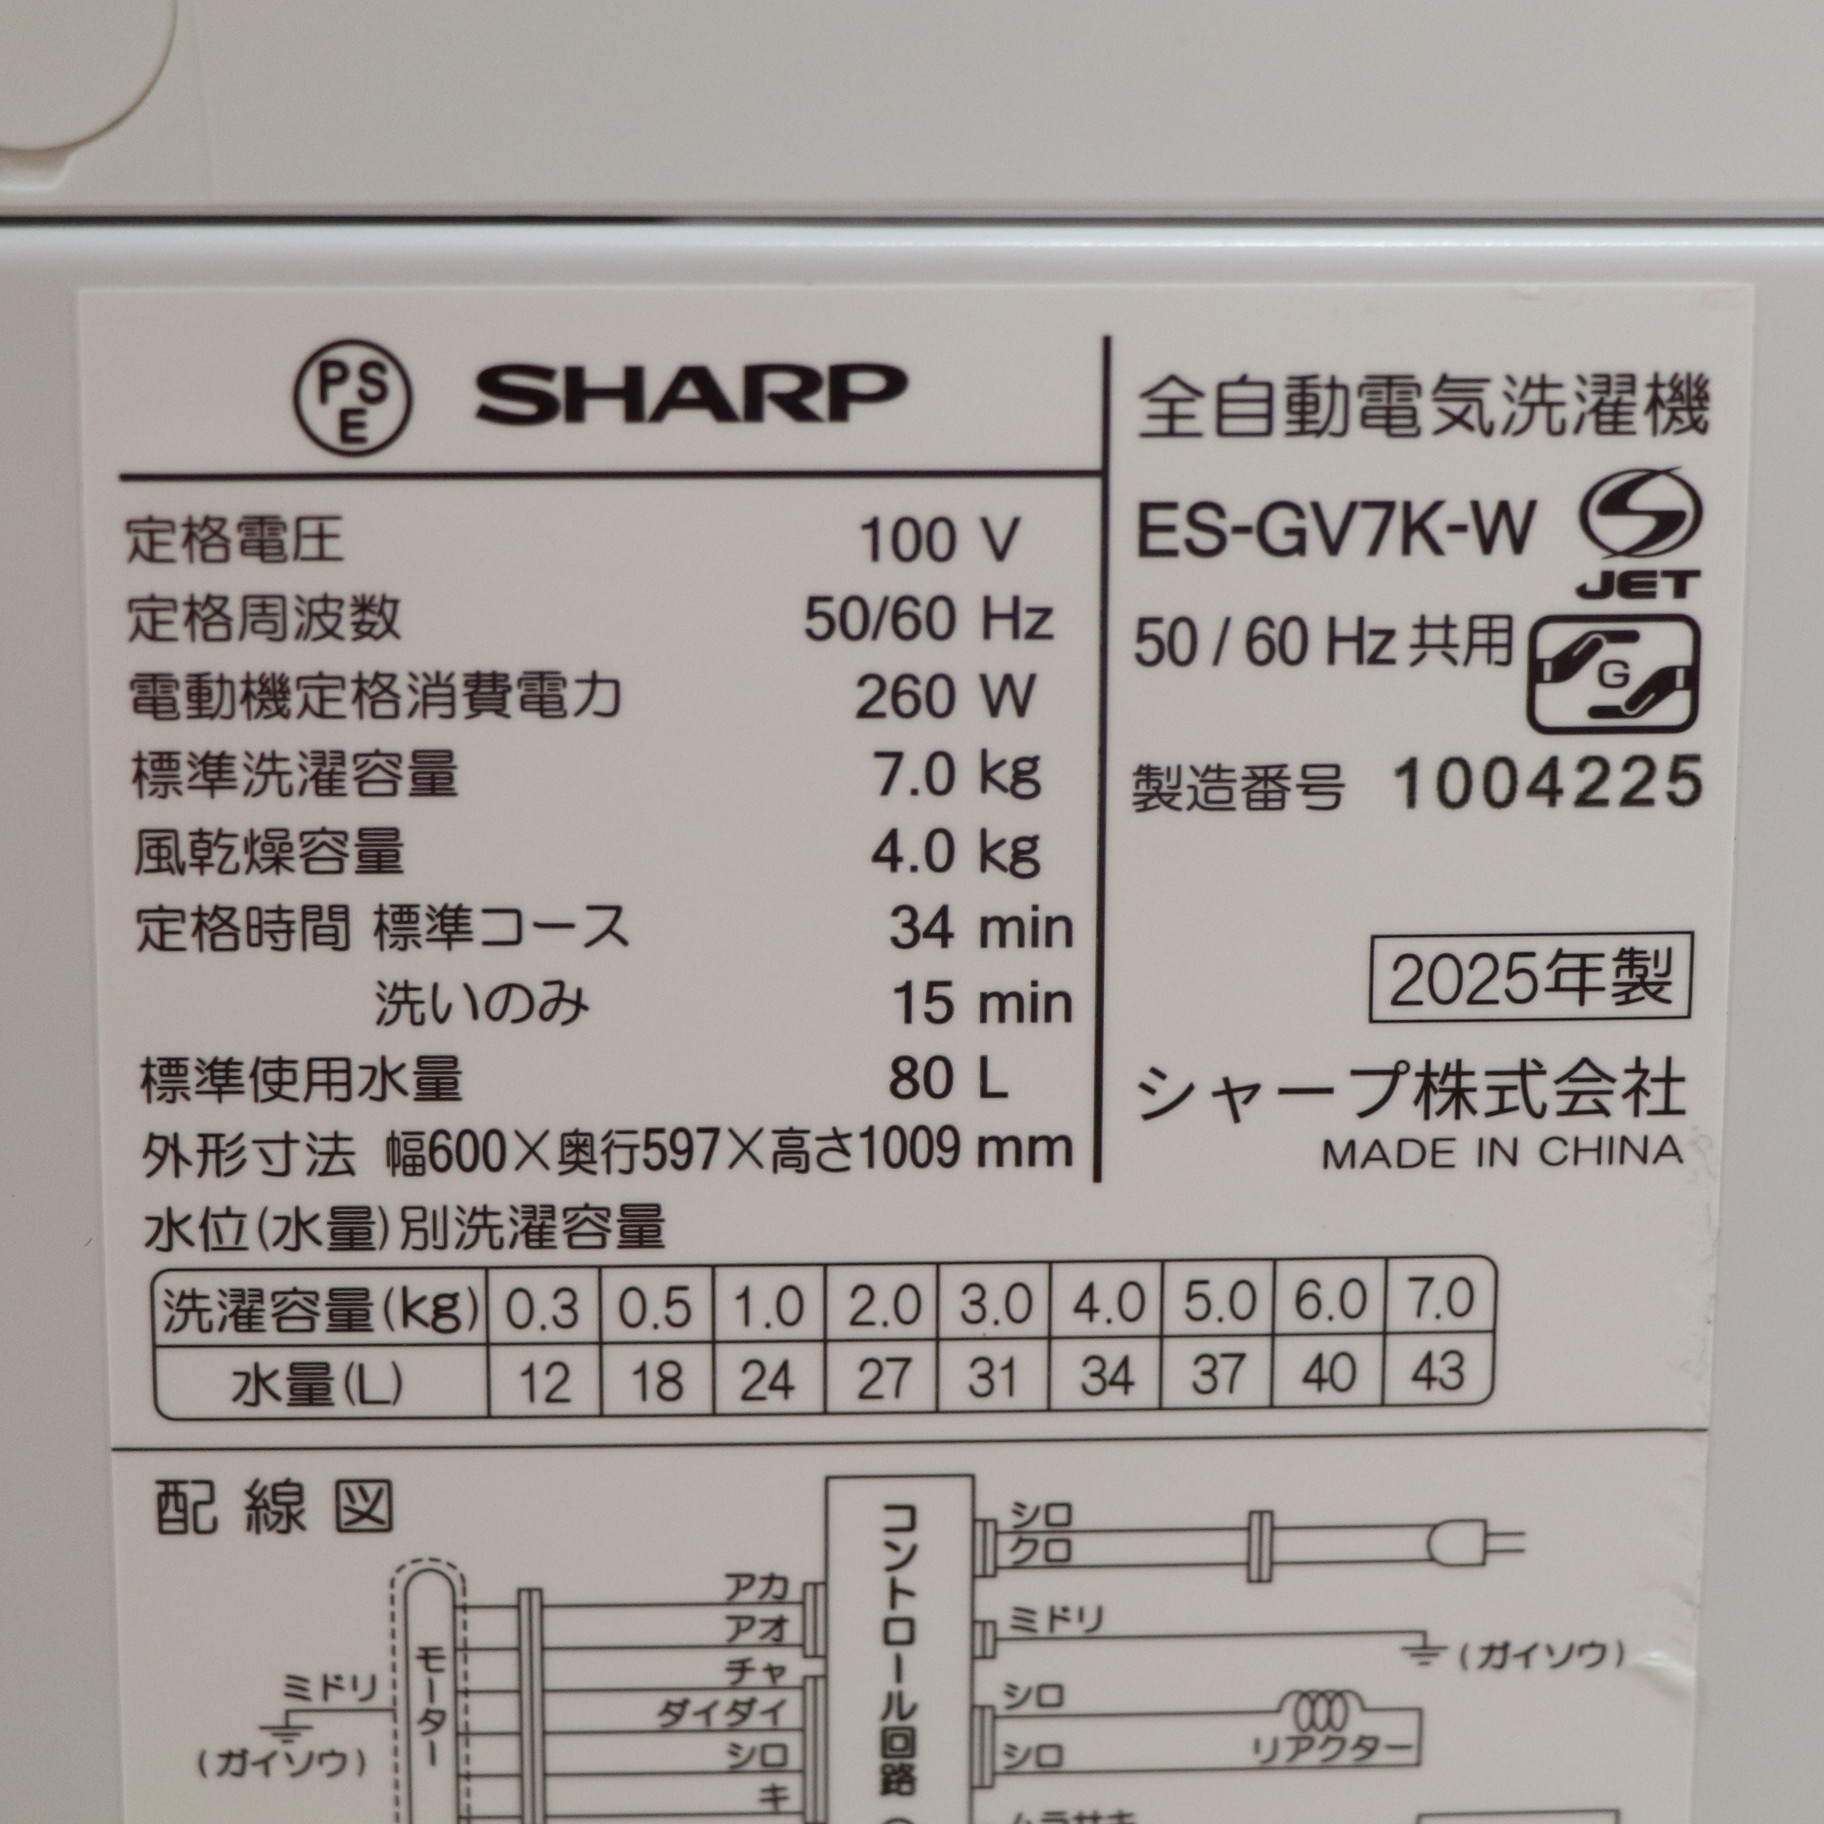 PSE SHARP
定格電圧 100 V
定格周波数 50/60 Hz
電動機定格消費電力 260 W
標準洗濯容量 7.0 kg
風乾燥容量 4.0 kg
定格時間 標準コース 34 min
洗いのみ 15 min
標準使用水量 80 L
外形寸法 幅600×奥行597×高さ1009 mm
全自動電気洗濯機
ES-GV7K-W
JET
50 / 60 Hz 共用
G
製造番号 1004225
2025年製
シャープ株式会社
MADE IN CHINA
水位(水量)別洗濯容量
洗濯容量(kg) 0.3 0.5 1.0 2.0 3.0 4.0 5.0 6.0 7.0
水量(L) 12 18 24 27 31 34 37 40 43
配線図
ミドリ
(ガイソウ)
モーター
アカ
アオ
チャ
ダイダイ
シロ
キ
コントロール回路
シロ
クロ
ミドリ
(ガイソウ)
シロ
リアクター
シロ